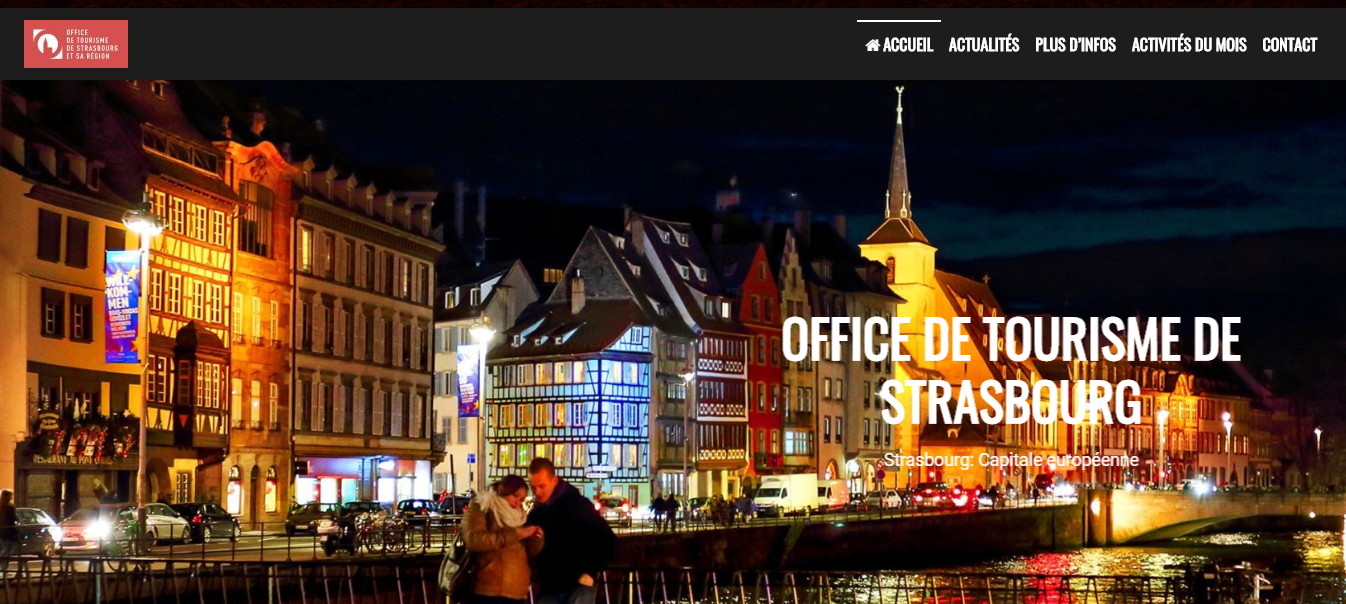 OFFICE
DE TOURISME
DE STRASBOURG
ET SA RÉGION
ACCUEIL ACTUALITÉS PLUS D'INFOS ACTIVITÉS DU MOIS CONTACT
WILL-
KOM-
MEN
OFFICE DE TOURISME DE
STRASBOURG
Strasbourg: Capitale européenne